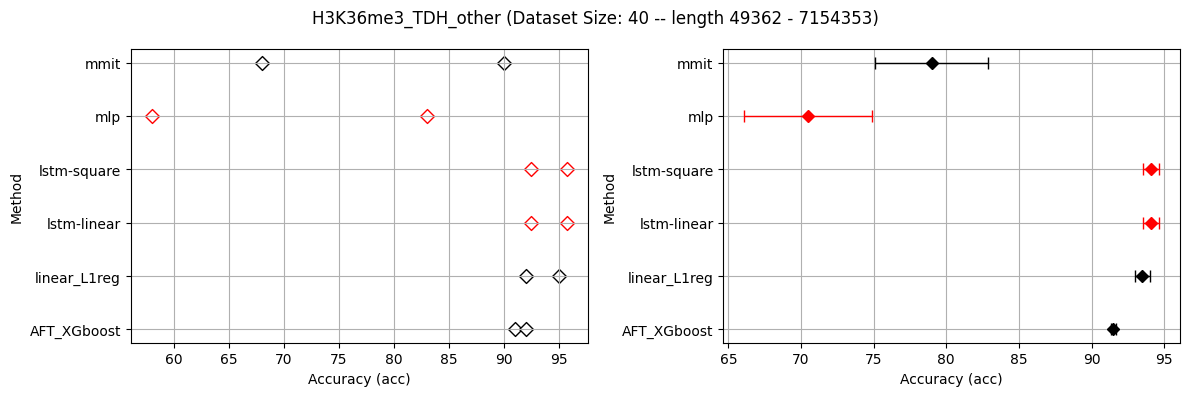 H3K36me3_TDH_other (Dataset Size: 40 -- length 49362 - 7154353)
Method
mmit
mlp
lstm-square
lstm-linear
linear_L1reg
AFT_XGboost
60 65 70 75 80 85 90 95
Accuracy (acc)
Method
mmit
mlp
lstm-square
lstm-linear
linear_L1reg
AFT_XGboost
65 70 75 80 85 90 95
Accuracy (acc)